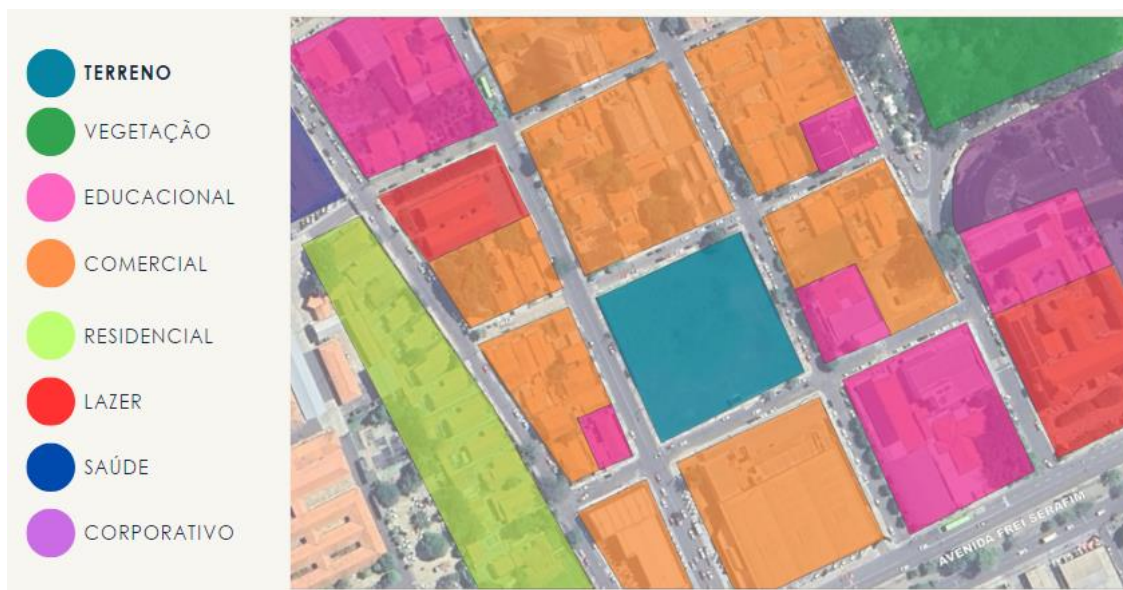 TERRENO
VEGETAÇÃO
EDUCACIONAL
COMERCIAL
RESIDENCIAL
LAZER
SAÚDE
CORPORATIVO
AVENIDA FREI SERAFIM